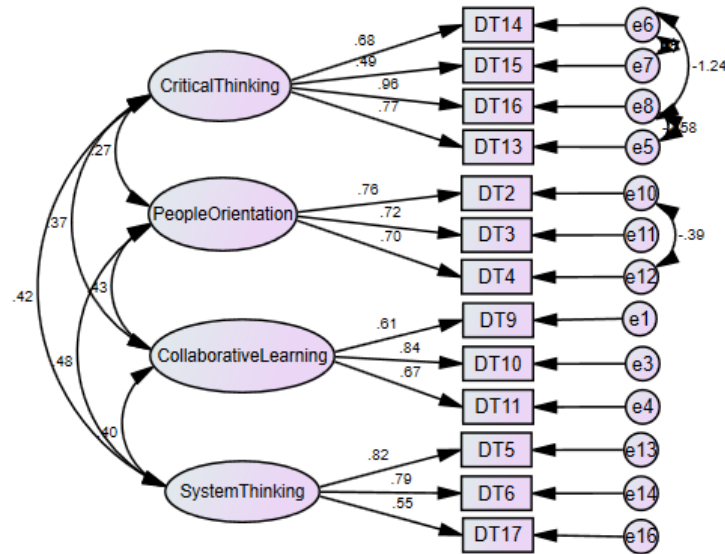 DT14 e6
.68
.49 DT15 e7
-1.24
CriticalThinking .96 DT16 e8
.77 .58
DT13 e5
.27
.76 DT2 e10
.37 PeopleOrientation .72 DT3 e11 -.39
.70 DT4 e12
.42 .43
.61 DT9 e1
.48 CollaborativeLearning .84 DT10 e3
.67 DT11 e4
.40
.82 DT5 e13
SystemThinking .79 DT6 e14
.55 DT17 e16